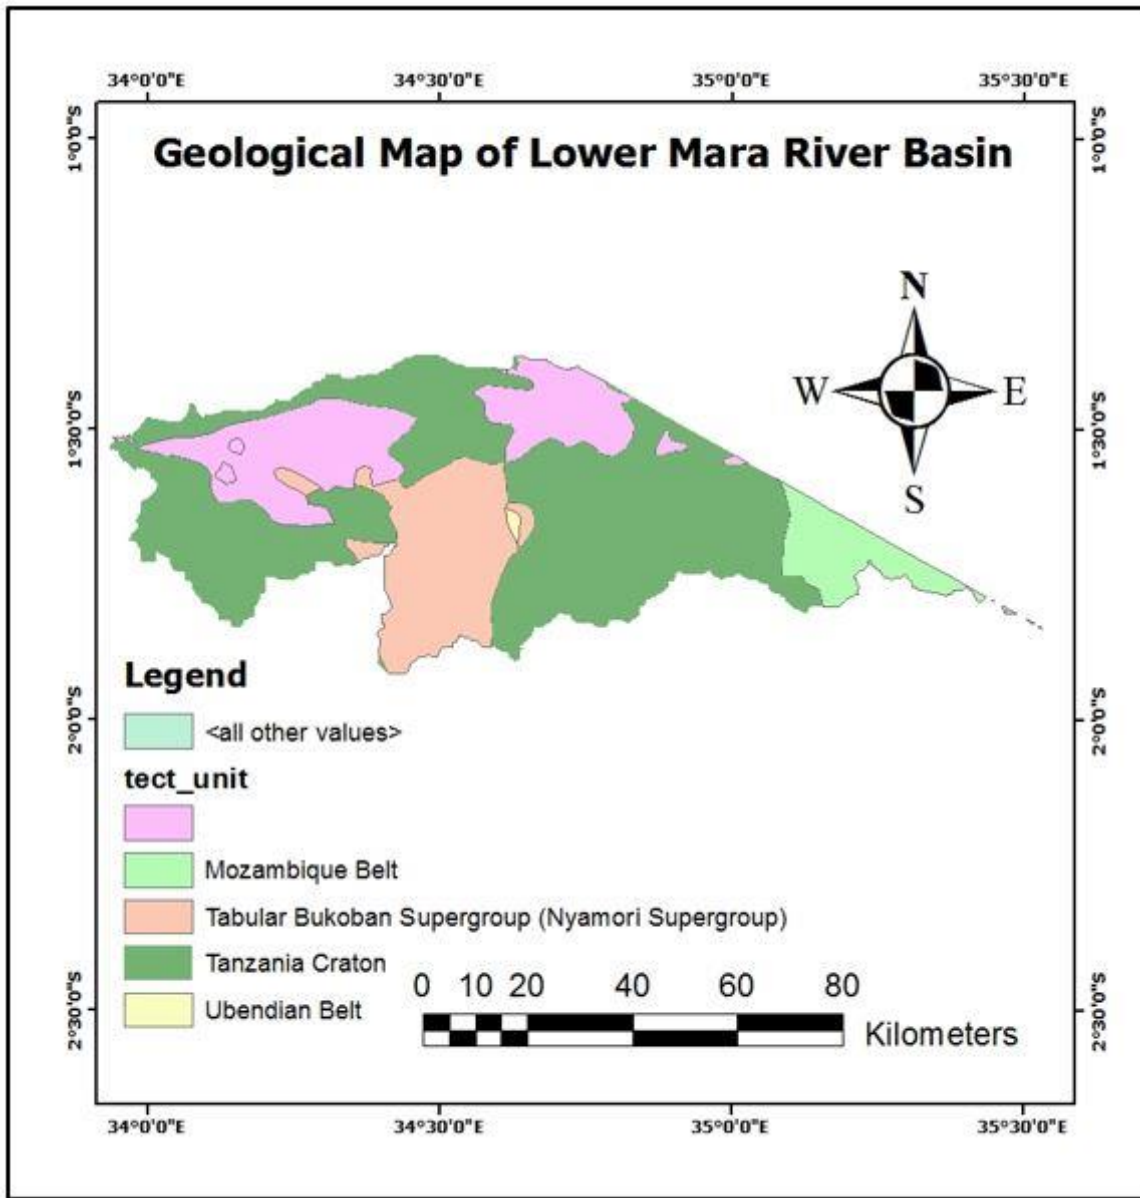 34°0'0"E 34°30'0"E 35°0'0"E 35°30'0"E
1°0'0"S 1°0'0"S
Geological Map of Lower Mara River Basin
N
W E
S
1°30'0"S 1°30'0"S
Legend
2°0'0"S 2°0'0"S
<all other values>
tect_unit
Mozambique Belt
Tabular Bukoban Supergroup (Nyamori Supergroup)
Tanzania Craton
Ubendian Belt
0 10 20 40 60 80
Kilometers
2°30'0"S 2°30'0"S
34°0'0"E 34°30'0"E 35°0'0"E 35°30'0"E